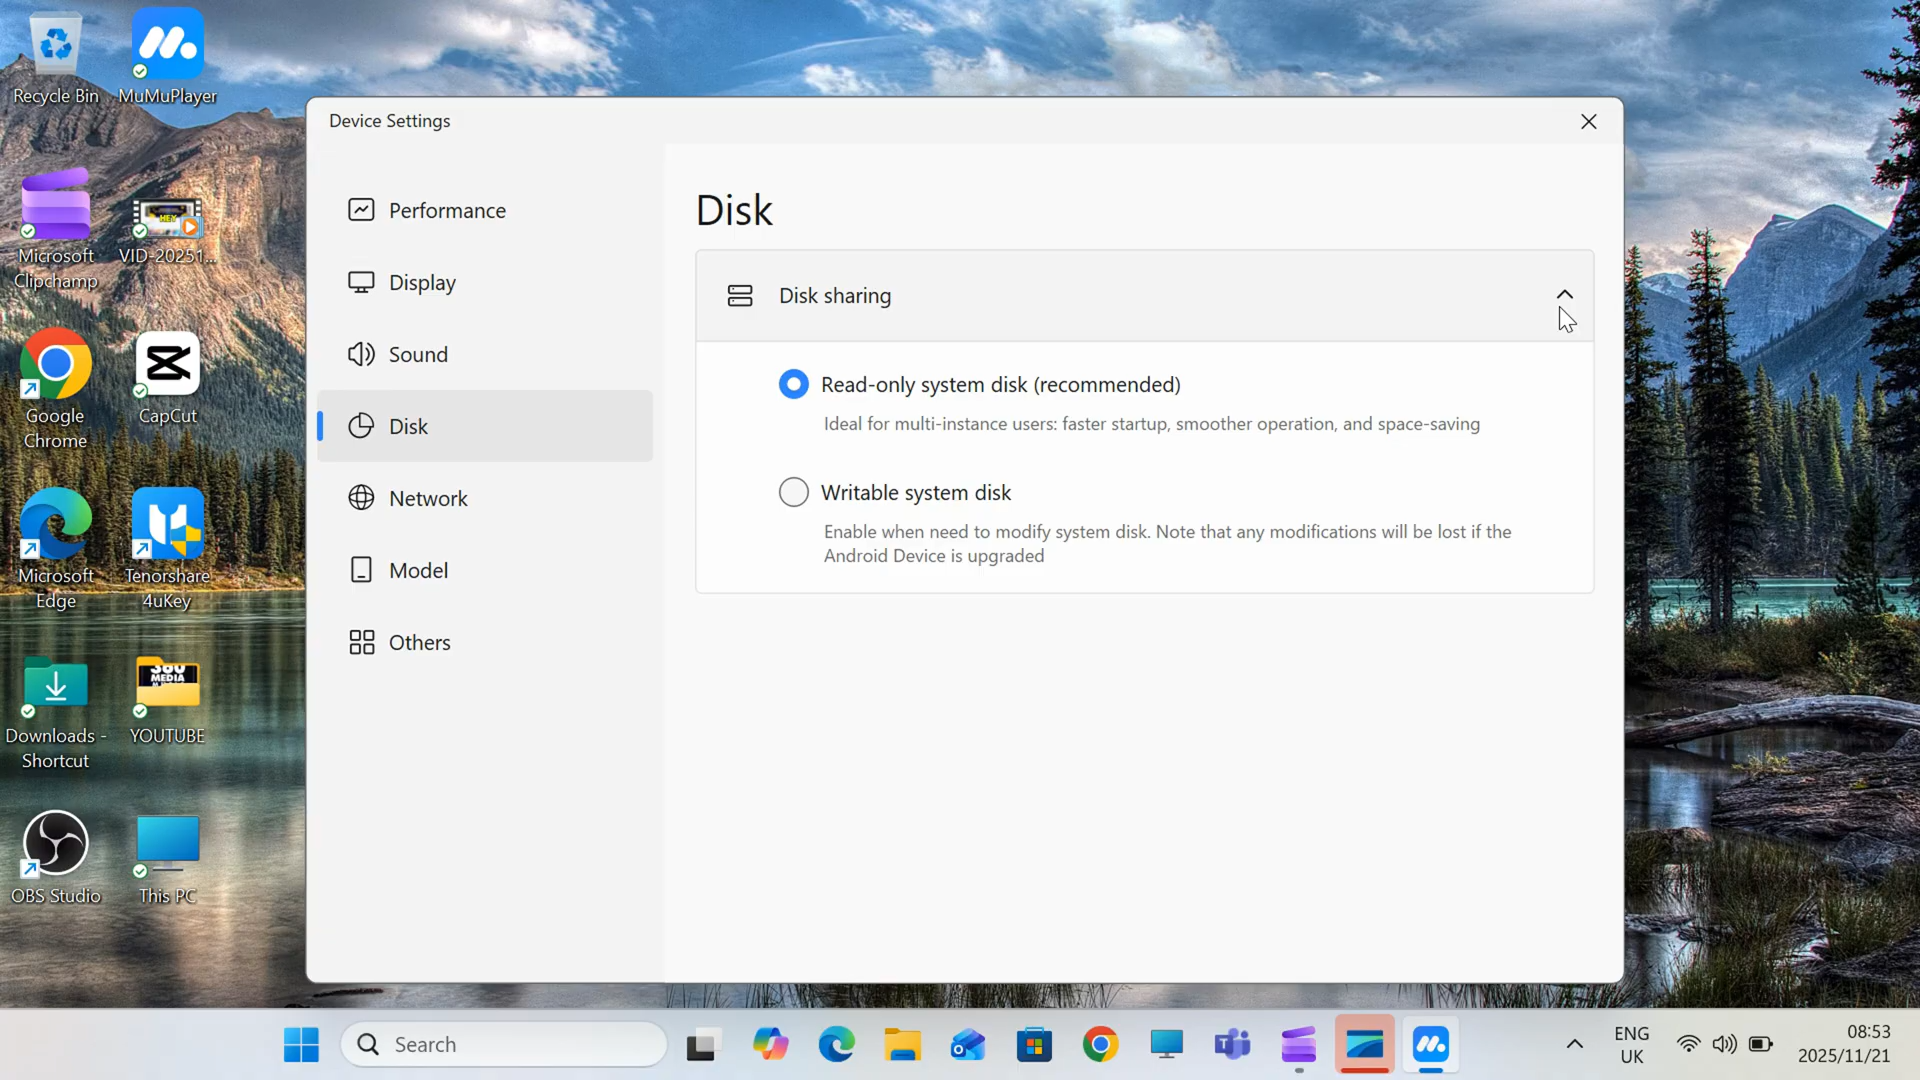 Recycle Bin
MuMuPlayer
Microsoft
Clipchamp
HEY
VID-20251...
Google
Chrome
CapCut
Microsoft
Edge
Tenorshare
4uKey
Downloads -
Shortcut
360
MEDIA
YOUTUBE
OBS Studio
This PC
Device Settings
Performance
Display
Sound
Disk
Network
Model
Others
Disk
Disk sharing
Read-only system disk (recommended)
Ideal for multi-instance users: faster startup, smoother operation, and space-saving
Writable system disk
Enable when need to modify system disk. Note that any modifications will be lost if the
Android Device is upgraded
Search
ENG
UK
08:53
2025/11/21